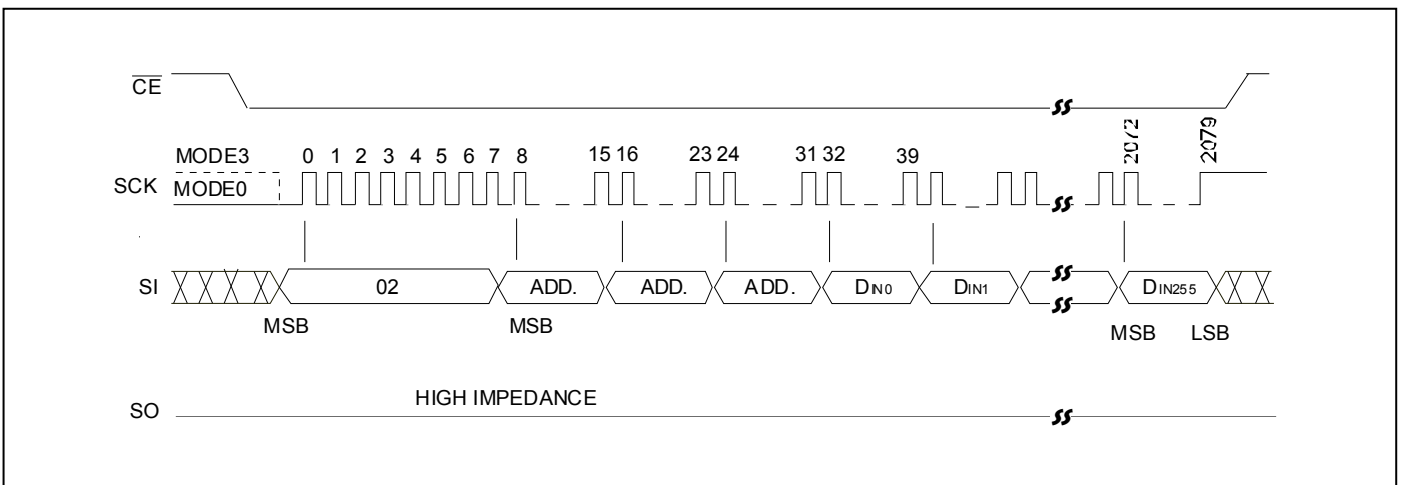 CE
MODE3 0 1 2 3 4 5 6 7 8 15 16 23 24 31 32 39 2072 2079
SCK MODE0
SI 02 ADD. ADD. ADD. DIN0 DIN1 DIN255
MSB MSB MSB LSB
HIGH IMPEDANCE
SO